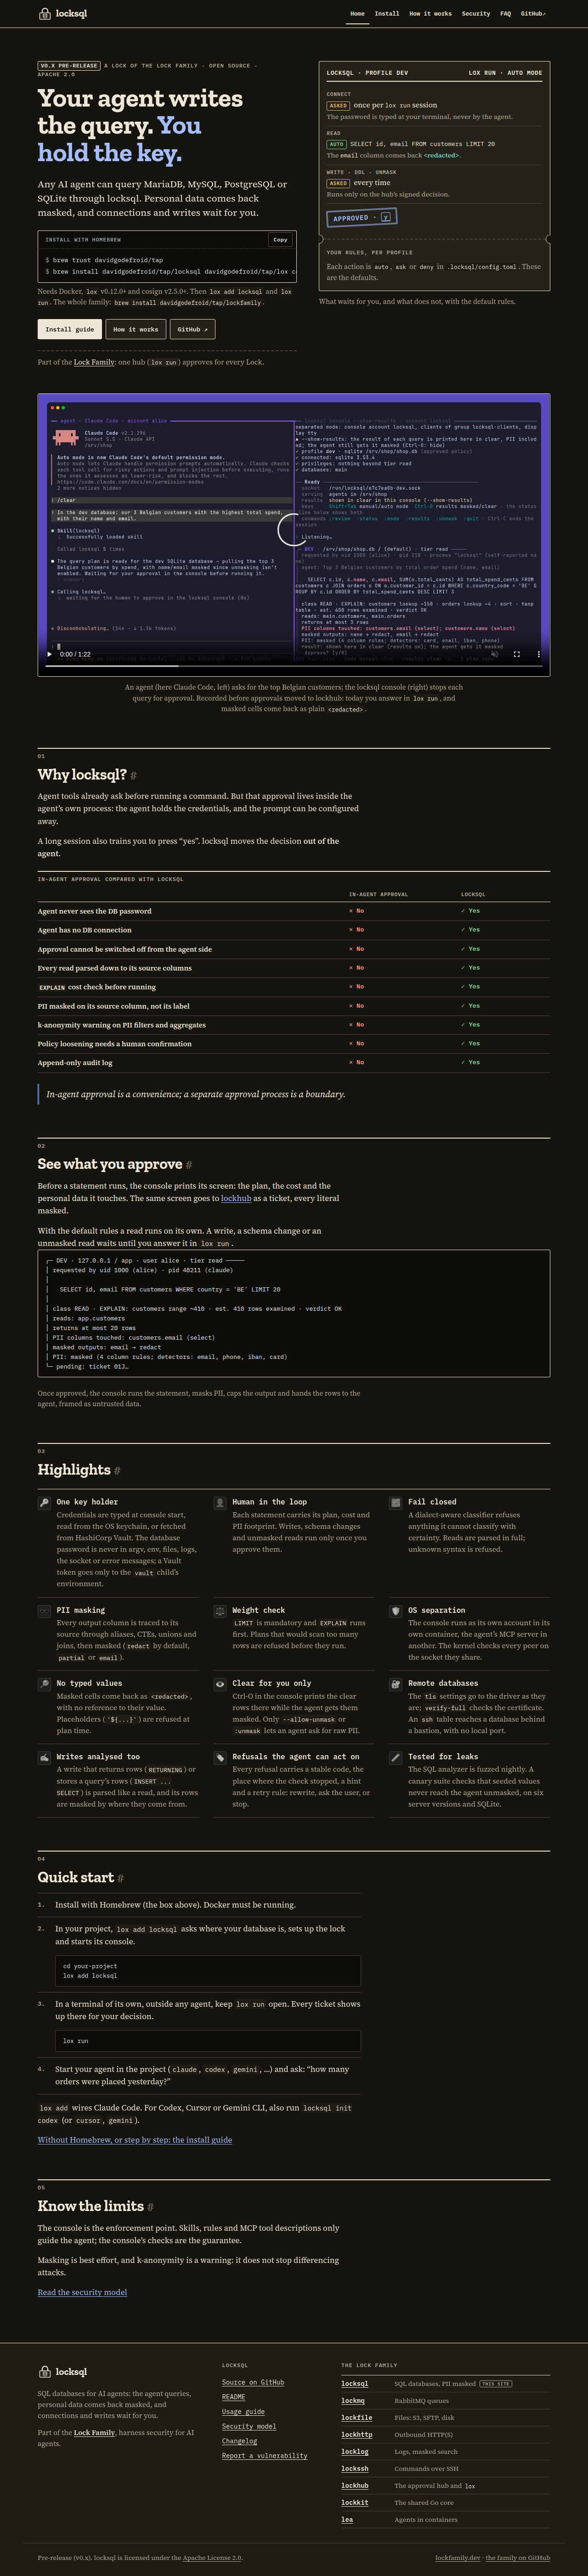 locksql
Home Install How it works Security FAQ GitHub↗
V0.X PRE-RELEASE A LOCK OF THE LOCK FAMILY · OPEN SOURCE ·
APACHE 2.0
Your agent writes
the query. You
hold the key.
Any AI agent can query MariaDB, MySQL, PostgreSQL or
SQLite through locksql. Personal data comes back
masked, and connections and writes wait for you.
INSTALL WITH HOMEBREW
Copy
$ brew trust davidgodefroid/tap
$ brew install davidgodefroid/tap/locksql davidgodefroid/tap/lox
Needs Docker, lox v0.12.0+ and cosign v2.5.0+. Then lox add locksql and lox
run. The whole family: brew install davidgodefroid/tap/lockfamily.
Install guide
How it works
GitHub ↗
Part of the Lock Family: one hub (lox run) approves for every Lock.
LOCKSQL · PROFILE DEV
LOX RUN · AUTO MODE
CONNECT
ASKED once per lox run session
The password is typed at your terminal, never by the agent.
READ
AUTO SELECT id, email FROM customers LIMIT 20
The email column comes back <redacted>.
WRITE · DDL · UNMASK
ASKED every time
Runs only on the hub's signed decision.
APPROVED · y
YOUR RULES, PER PROFILE
Each action is auto, ask or deny in .locksql/config.toml. These
are the defaults.
What waits for you, and what does not, with the default rules.
agent · Claude Code · account alice
Claude Code v2.1.296
Sonnet 5.5 · Claude API
/srv/shop
Auto mode is now Claude Code's default permission mode.
/clear
In the dev database: our 3 Belgian customers with the highest total spend,
with their name and email.
Skill(locksql)
Successfully loaded skill
Called locksql 5 times
Calling locksql…
0:00 / 1:22
An agent (here Claude Code, left) asks for the top Belgian customers; the locksql console (right) stops each
query for approval. Recorded before approvals moved to lockhub: today you answer in lox run, and
masked cells come back as plain <redacted>.
01
Why locksql? #
Agent tools already ask before running a command. But that approval lives inside the
agent's own process: the agent holds the credentials, and the prompt can be configured
away.
A long session also trains you to press “yes”. locksql moves the decision out of the
agent.
IN-AGENT APPROVAL COMPARED WITH LOCKSQL
IN-AGENT APPROVAL LOCKSQL
Agent never sees the DB password × No ✓ Yes
Agent has no DB connection × No ✓ Yes
Approval cannot be switched off from the agent side × No ✓ Yes
Every read parsed down to its source columns × No ✓ Yes
EXPLAIN cost check before running × No ✓ Yes
PII masked on its source column, not its label × No ✓ Yes
k-anonymity warning on PII filters and aggregates × No ✓ Yes
Policy loosening needs a human confirmation × No ✓ Yes
Append-only audit log × No ✓ Yes
In-agent approval is a convenience; a separate approval process is a boundary.
02
See what you approve #
Before a statement runs, the console prints its screen: the plan, the cost and the
personal data it touches. The same screen goes to lockhub as a ticket, every literal
masked.
With the default rules a read runs on its own. A write, a schema change or an
unmasked read waits until you answer it in lox run.
DEV · 127.0.0.1 / app · user alice · tier read
requested by uid 1000 (alice) · pid 48211 (claude)
SELECT id, email FROM customers WHERE country = 'BE' LIMIT 20
class READ · EXPLAIN: customers range ~410 · est. 410 rows examined · verdict OK
reads: app.customers
returns at most 20 rows
PII columns touched: customers.email (select)
masked outputs: email → redact
PII: masked (4 column rules; detectors: email, phone, iban, card)
pending: ticket 01J…
Once approved, the console runs the statement, masks PII, caps the output and hands the rows to the
agent, framed as untrusted data.
03
Highlights #
One key holder
Credentials are typed at console start,
read from the OS keychain, or fetched
from HashiCorp Vault. The database
password is never in argv, env, files, logs,
the socket or error messages; a Vault
token goes only to the vault child's
environment.
Human in the loop
Each statement carries its plan, cost and
PII footprint. Writes, schema changes
and unmasked reads run only once you
approve them.
Fail closed
A dialect-aware classifier refuses
anything it cannot classify with
certainty. Reads are parsed in full;
unknown syntax is refused.
PII masking
Every output column is traced to its
source through aliases, CTEs, unions and
joins, then masked (redact by default,
partial or email).
Weight check
LIMIT is mandatory and EXPLAIN runs
first. Plans that would scan too many
rows are refused before they run.
OS separation
The console runs as its own account in its
own container, the agent's MCP server in
another. The kernel checks every peer on
the socket they share.
No typed values
Masked cells come back as <redacted>,
with no reference to their value.
Placeholders ('${...}') are refused at
plan time.
Clear for you only
Ctrl-O in the console prints the clear
rows there while the agent gets them
masked. Only --allow-unmask or
:unmask lets an agent ask for raw PII.
Remote databases
The tls settings go to the driver as they
are; verify-full checks the certificate.
An ssh table reaches a database behind
a bastion, with no local port.
Writes analysed too
A write that returns rows (RETURNING) or
stores a query's rows (INSERT ...
SELECT) is parsed like a read, and its rows
are masked by where they come from.
Refusals the agent can act on
Every refusal carries a stable code, the
place where the check stopped, a hint
and a retry rule: rewrite, ask the user, or
stop.
Tested for leaks
The SQL analyzer is fuzzed nightly. A
canary suite checks that seeded values
never reach the agent unmasked, on six
server versions and SQLite.
04
Quick start #
1. Install with Homebrew (the box above). Docker must be running.
2. In your project, lox add locksql asks where your database is, sets up the lock
and starts its console.
cd your-project
lox add locksql
3. In a terminal of its own, outside any agent, keep lox run open. Every ticket shows
up there for your decision.
lox run
4. Start your agent in the project (claude, codex, gemini, …) and ask: “how many
orders were placed yesterday?”
lox add wires Claude Code. For Codex, Cursor or Gemini CLI, also run locksql init
codex (or cursor, gemini).
Without Homebrew, or step by step: the install guide
05
Know the limits #
The console is the enforcement point. Skills, rules and MCP tool descriptions only
guide the agent; the console's checks are the guarantee.
Masking is best effort, and k-anonymity is a warning: it does not stop differencing
attacks.
Read the security model
locksql
SQL databases for AI agents: the agent queries,
personal data comes back masked, and
connections and writes wait for you.
Part of the Lock Family, harness security for AI
agents.
LOCKSQL
Source on GitHub
README
Usage guide
Security model
Changelog
Report a vulnerability
THE LOCK FAMILY
locksql SQL databases, PII masked THIS SITE
lockmq RabbitMQ queues
lockfile Files: S3, SFTP, disk
lockhttp Outbound HTTP(S)
locklog Logs, masked search
lockssh Commands over SSH
lockhub The approval hub and lox
lockkit The shared Go core
lea Agents in containers
Pre-release (v0.x). locksql is licensed under the Apache License 2.0.
lockfamily.dev · the family on GitHub